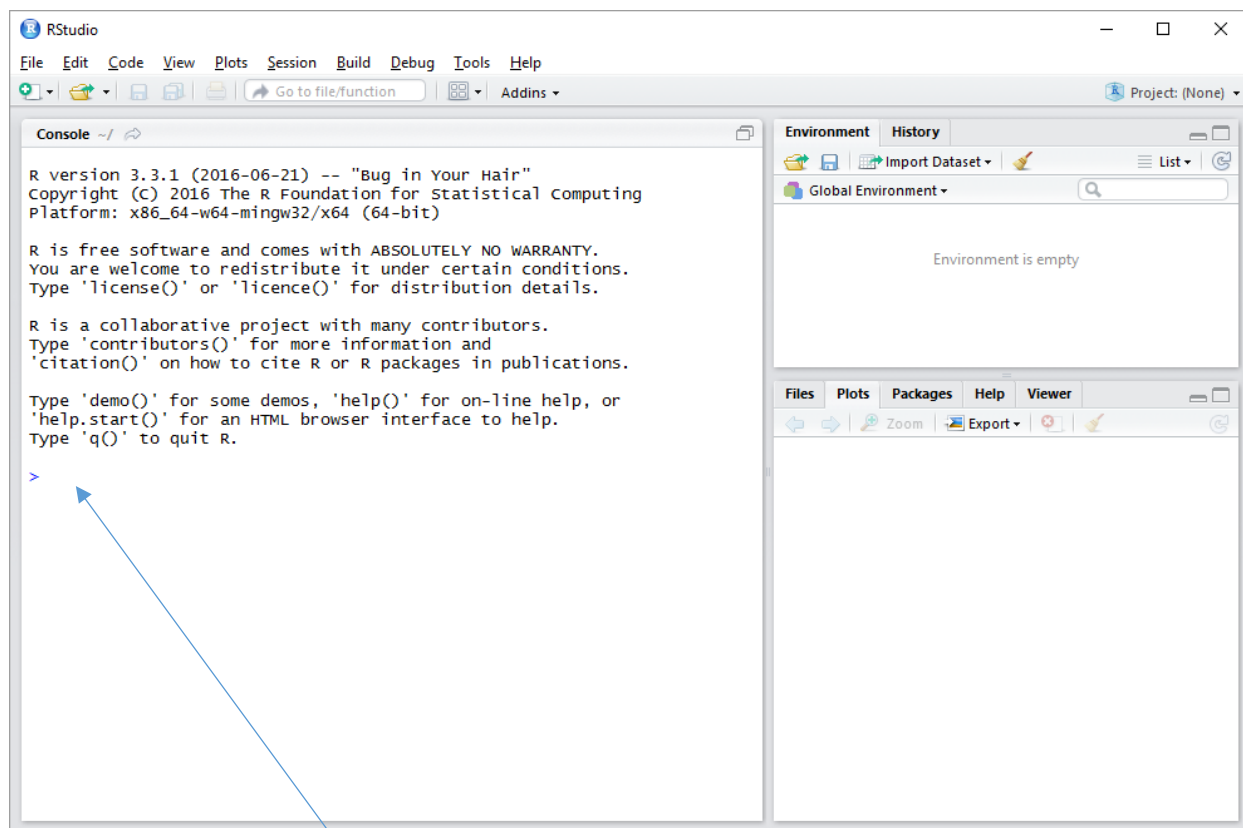 RStudio
File Edit Code View Plots Session Build Debug Tools Help
Go to file/function Addins Project: (None)
Console ~/
R version 3.3.1 (2016-06-21) -- "Bug in Your Hair"
Copyright (C) 2016 The R Foundation for Statistical Computing
Platform: x86_64-w64-mingw32/x64 (64-bit)
R is free software and comes with ABSOLUTELY NO WARRANTY.
You are welcome to redistribute it under certain conditions.
Type 'license()' or 'licence()' for distribution details.
R is a collaborative project with many contributors.
Type 'contributors()' for more information and
'citation()' on how to cite R or R packages in publications.
Type 'demo()' for some demos, 'help()' for on-line help, or
'help.start()' for an HTML browser interface to help.
Type 'q()' to quit R.
>
Environment History
Import Dataset List
Global Environment
Environment is empty
Files Plots Packages Help Viewer
Zoom Export